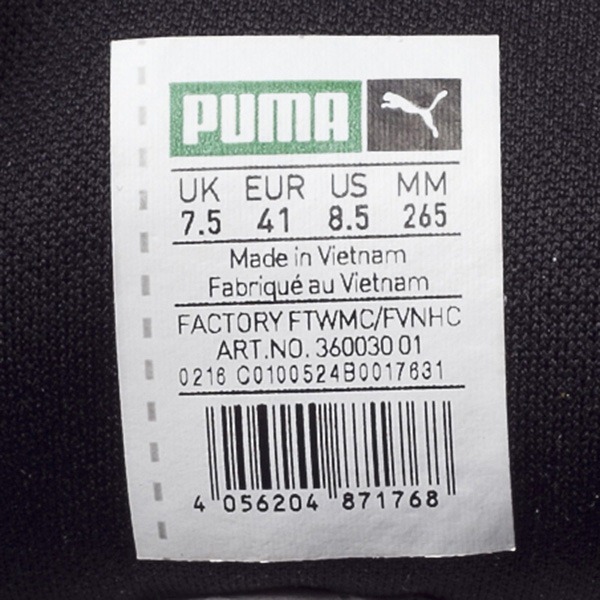 PUMA
UK EUR US MM
7.5 41 8.5 265
Made in Vietnam
Fabriqué au Vietnam
FACTORY FTWMC/FVNHC
ART.NO. 360030 01
0216 C0100524B0017631
4 056204 871768